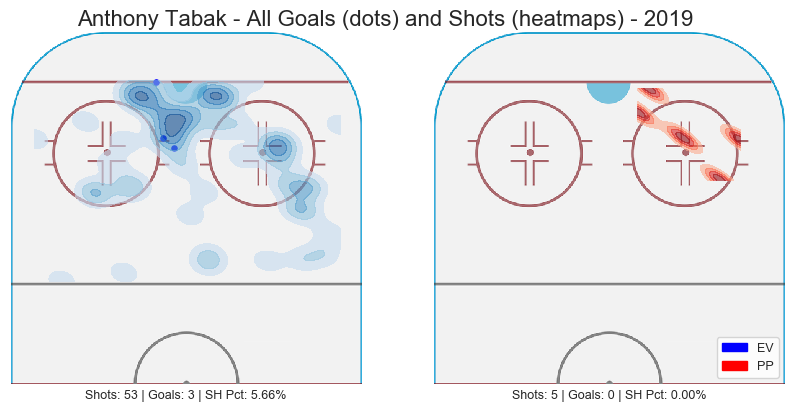 Anthony Tabak - All Goals (dots) and Shots (heatmaps) - 2019
EV
PP
Shots: 53 | Goals: 3 | SH Pct: 5.66%
Shots: 5 | Goals: 0 | SH Pct: 0.00%